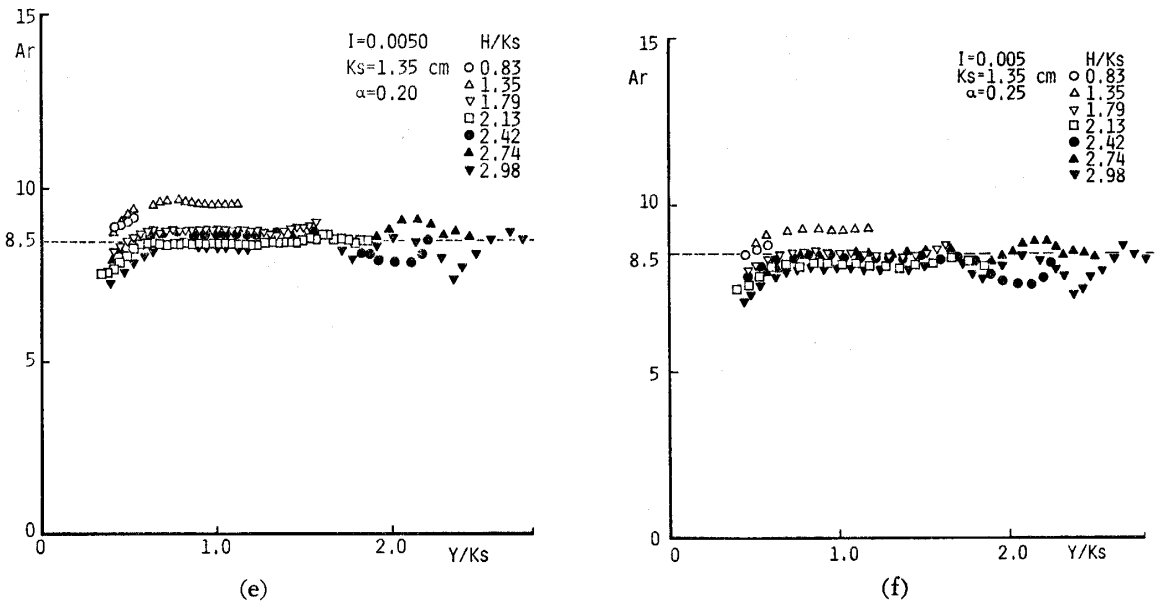 15
Ar
10
8.5
5
0
0
1.0
2.0
Y/Ks
I=0.0050
Ks=1.35 cm
α=0.20
H/Ks
○ 0.83
△ 1.35
▽ 1.79
□ 2.13
● 2.42
▲ 2.74
▼ 2.98
(e)
15
Ar
10
8.5
5
0
0
1.0
2.0
Y/Ks
I=0.005
Ks=1.35 cm
α=0.25
H/Ks
○ 0.83
△ 1.35
▽ 1.79
□ 2.13
● 2.42
▲ 2.74
▼ 2.98
(f)